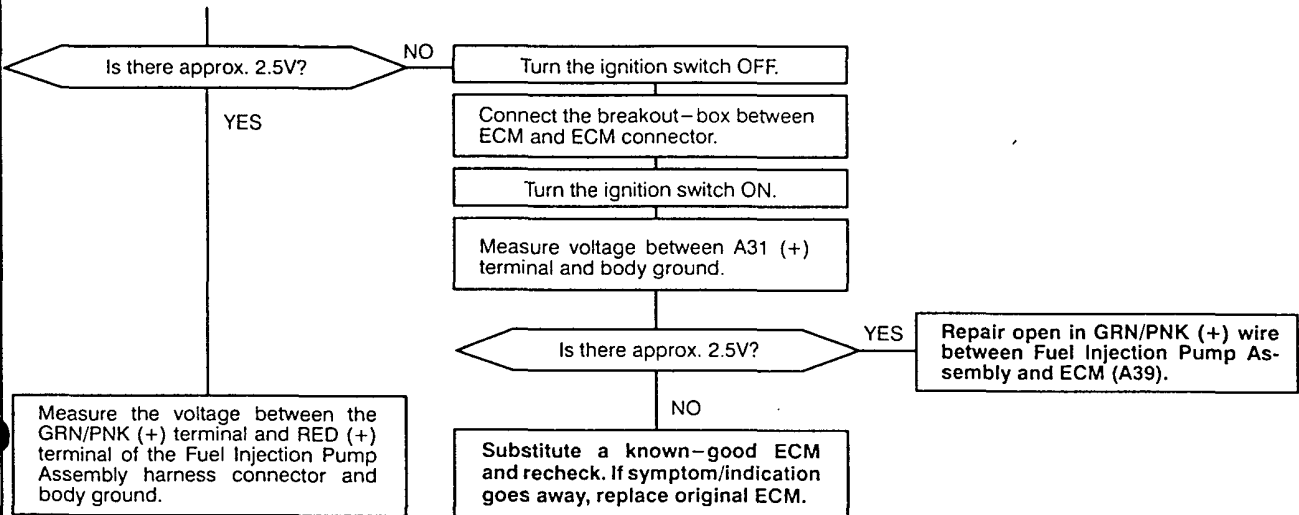 Is there approx. 2.5V?
NO
YES
Turn the ignition switch OFF.
Connect the breakout-box between
ECM and ECM connector.
Turn the ignition switch ON.
Measure voltage between A31 (+)
terminal and body ground.
Is there approx. 2.5V?
YES
Repair open in GRN/PNK (+) wire
between Fuel Injection Pump As-
sembly and ECM (A39).
NO
Substitute a known-good ECM
and recheck. If symptom/indication
goes away, replace original ECM.
Measure the voltage between the
GRN/PNK (+) terminal and RED (+)
terminal of the Fuel Injection Pump
Assembly harness connector and
body ground.